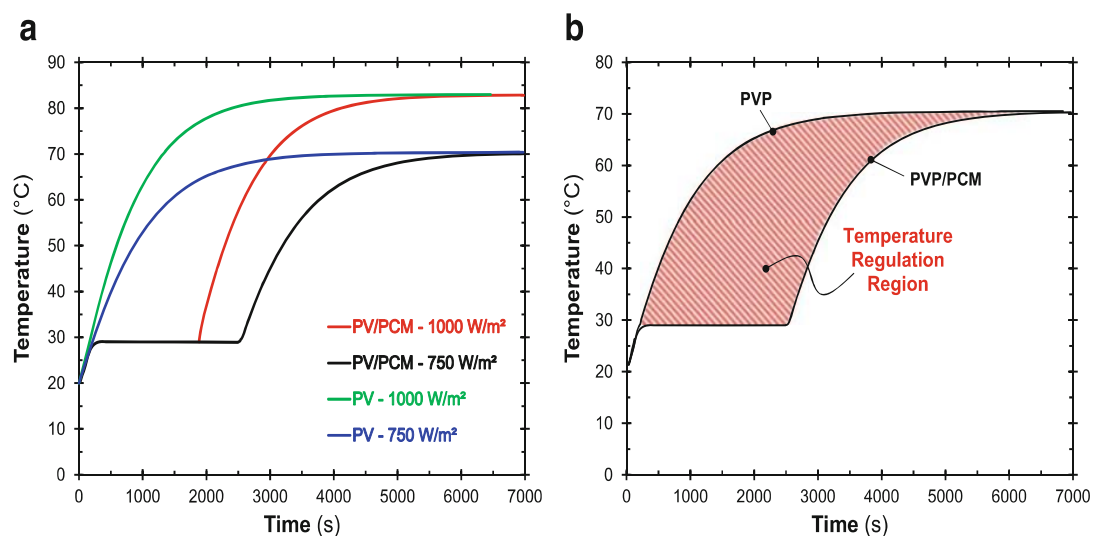 a
90
80
70
60
50
40
30
20
10
0
Temperature (°C)
0 1000 2000 3000 4000 5000 6000 7000
Time (s)
PV/PCM - 1000 W/m²
PV/PCM - 750 W/m²
PV - 1000 W/m²
PV - 750 W/m²
b
80
70
60
50
40
30
20
10
0
Temperature (°C)
0 1000 2000 3000 4000 5000 6000 7000
Time (s)
PVP
PVP/PCM
Temperature
Regulation
Region